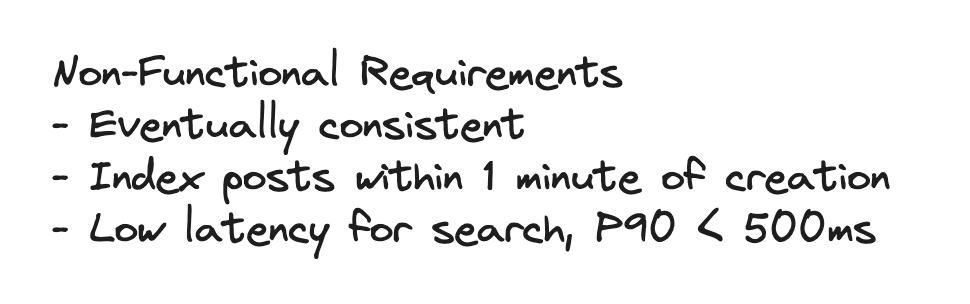 Non-Functional Requirements
- Eventually consistent
- Index posts within 1 minute of creation
- Low latency for search, P90 < 500ms